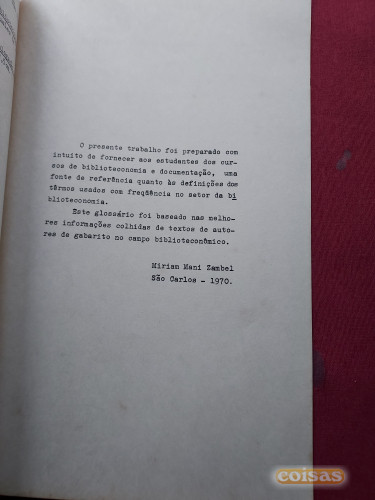 O presente trabalho foi preparado com
intuito de fornecer aos estudantes dos cur-
sos de biblioteconomia e documentação, uma
fonte de referência quanto às definições dos
têrmos usados com freqüência no setor da bi
blioteconomia.
Este glossário foi baseado nas melho-
res informações colhidas de textos de auto-
res de gabarito no campo biblioteconômico.
Miriam Mani Zambel
São Carlos - 1970.
coisas